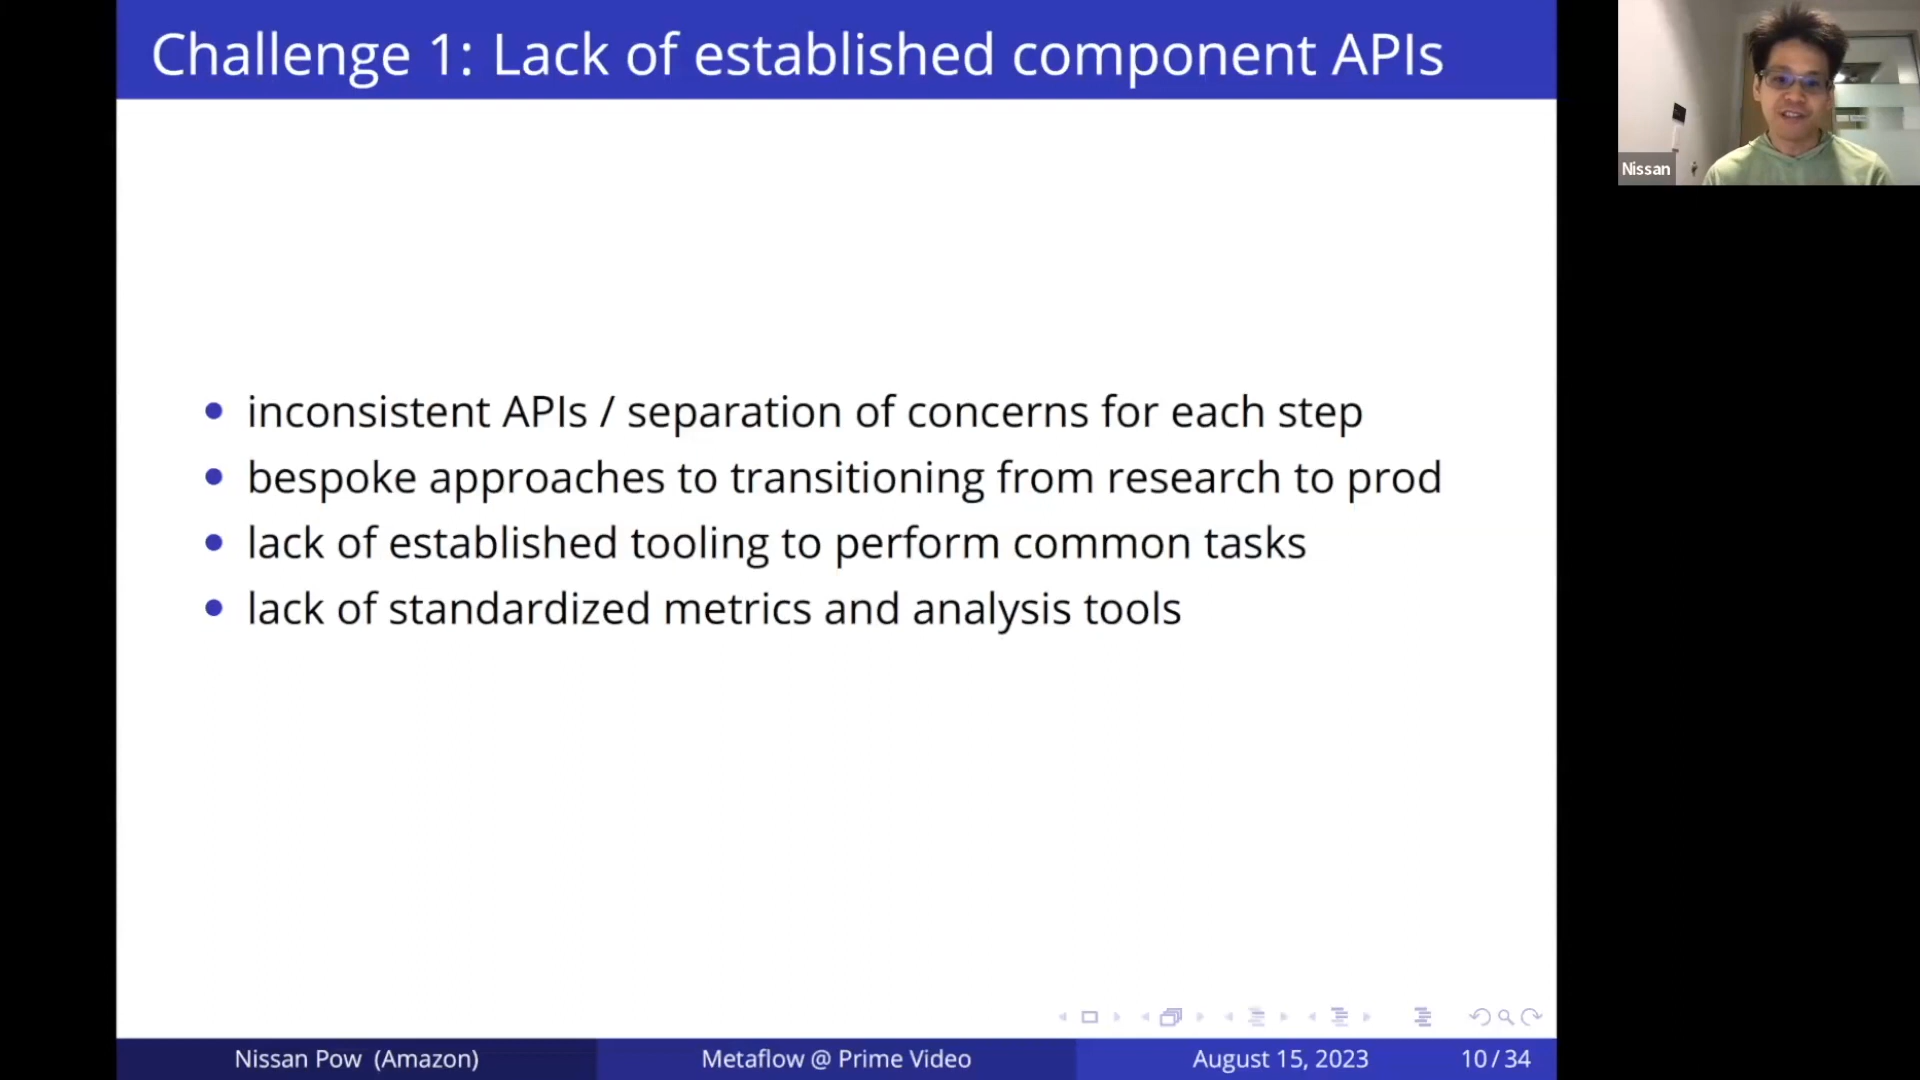 Challenge 1: Lack of established component APIs
Nissan
inconsistent APIs / separation of concerns for each step
bespoke approaches to transitioning from research to prod
lack of established tooling to perform common tasks
lack of standardized metrics and analysis tools
Nissan Pow (Amazon) Metaflow @ Prime Video August 15, 2023 10 / 34